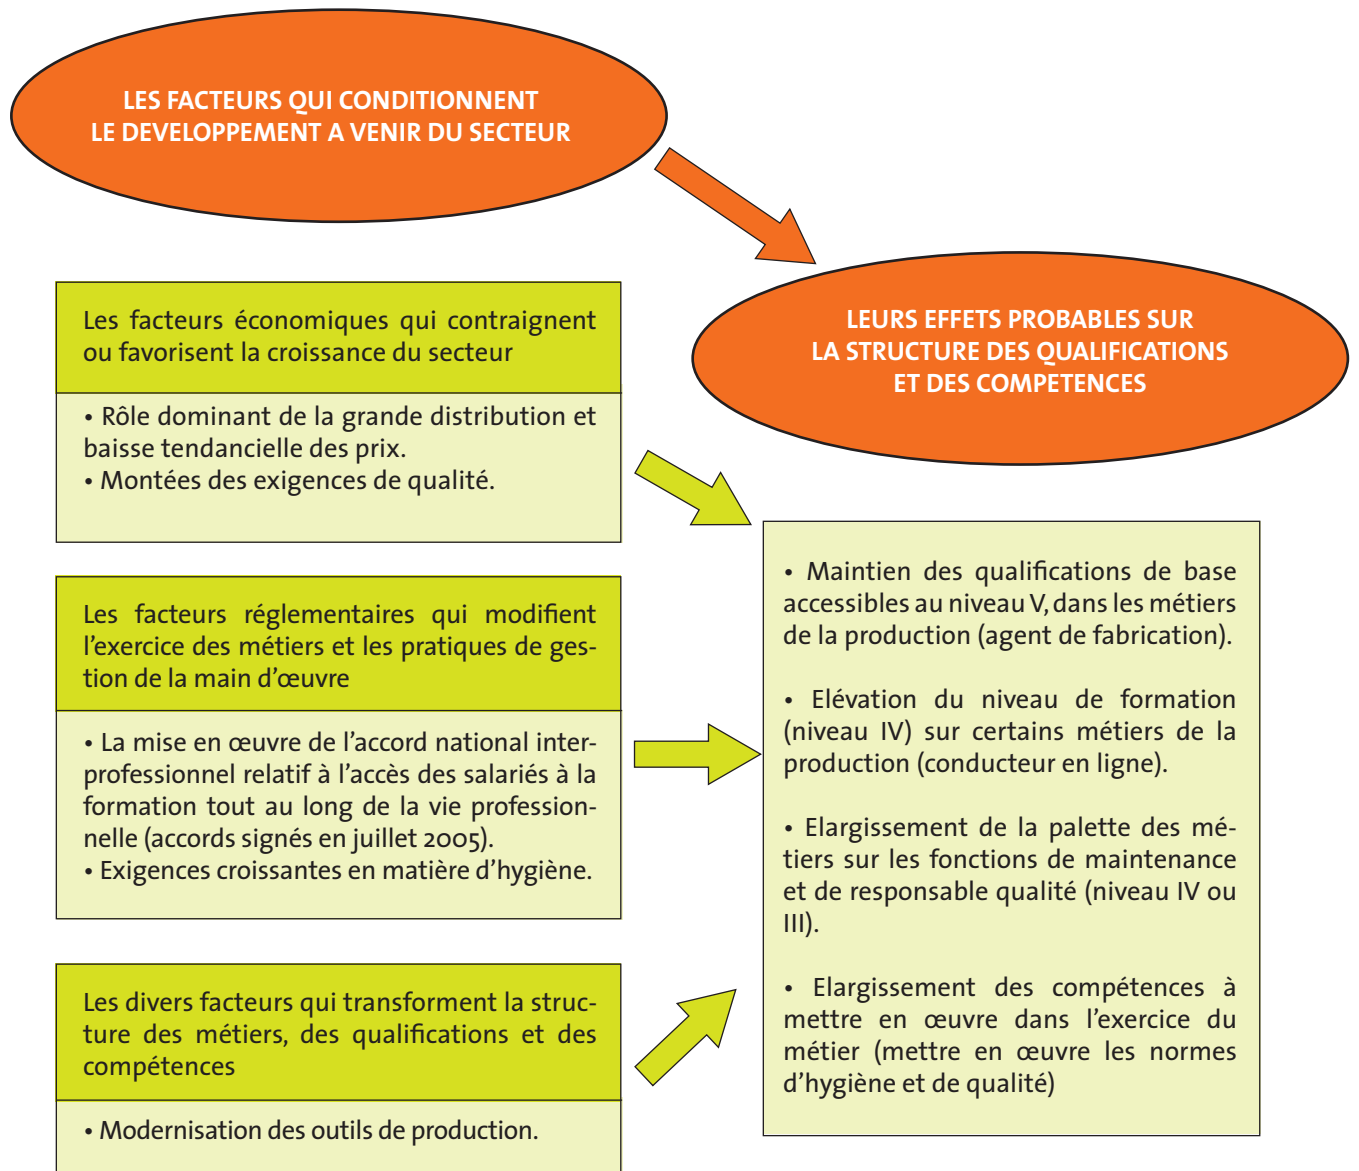 LES FACTEURS QUI CONDITIONNENT
LE DEVELOPPEMENT A VENIR DU SECTEUR
LEURS EFFETS PROBABLES SUR
LA STRUCTURE DES QUALIFICATIONS
ET DES COMPETENCES
Les facteurs économiques qui contraignent
ou favorisent la croissance du secteur
• Rôle dominant de la grande distribution et
baisse tendancielle des prix.
• Montées des exigences de qualité.
Les facteurs réglementaires qui modifient
l’exercice des métiers et les pratiques de ges-
tion de la main d’œuvre
• La mise en œuvre de l’accord national inter-
professionnel relatif à l’accès des salariés à la
formation tout au long de la vie profession-
nelle (accords signés en juillet 2005).
• Exigences croissantes en matière d’hygiène.
Les divers facteurs qui transforment la struc-
ture des métiers, des qualifications et des
compétences
• Modernisation des outils de production.
• Maintien des qualifications de base
accessibles au niveau V, dans les métiers
de la production (agent de fabrication).
• Elévation du niveau de formation
(niveau IV) sur certains métiers de la
production (conducteur en ligne).
• Elargissement de la palette des mé-
tiers sur les fonctions de maintenance
et de responsable qualité (niveau IV ou
III).
• Elargissement des compétences à
mettre en œuvre dans l’exercice du
métier (mettre en œuvre les normes
d’hygiène et de qualité)